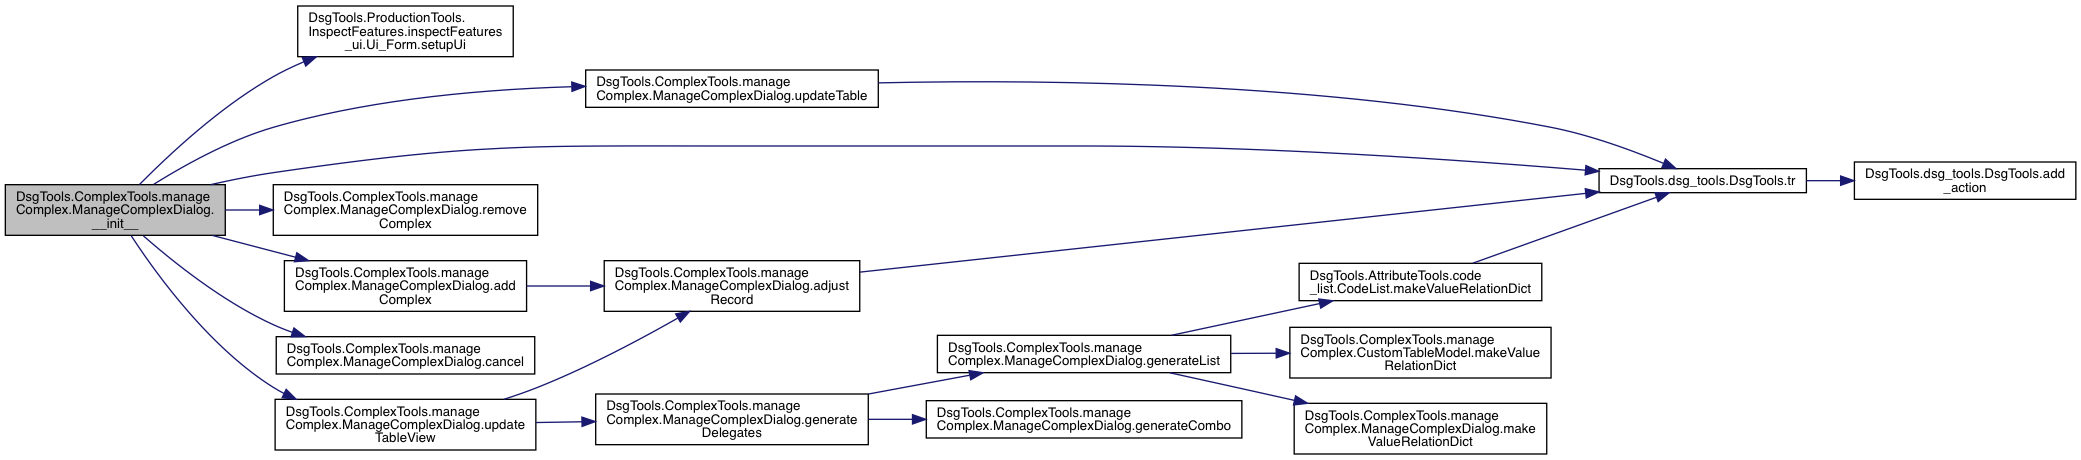 DsgTools.ProductionTools.
InspectFeatures.inspectFeatures
_ui.Ui_Form.setupUi
DsgTools.ComplexTools.manage
Complex.ManageComplexDialog.updateTable
DsgTools.dsg_tools.DsgTools.tr
DsgTools.dsg_tools.DsgTools.add
_action
DsgTools.ComplexTools.manage
Complex.ManageComplexDialog.
__init__
DsgTools.ComplexTools.manage
Complex.ManageComplexDialog.remove
Complex
DsgTools.ComplexTools.manage
Complex.ManageComplexDialog.add
Complex
DsgTools.ComplexTools.manage
Complex.ManageComplexDialog.adjust
Record
DsgTools.AttributeTools.code
_list.CodeList.makeValueRelationDict
DsgTools.ComplexTools.manage
Complex.ManageComplexDialog.cancel
DsgTools.ComplexTools.manage
Complex.ManageComplexDialog.generateList
DsgTools.ComplexTools.manage
Complex.CustomTableModel.makeValue
RelationDict
DsgTools.ComplexTools.manage
Complex.ManageComplexDialog.update
TableView
DsgTools.ComplexTools.manage
Complex.ManageComplexDialog.generate
Delegates
DsgTools.ComplexTools.manage
Complex.ManageComplexDialog.generateCombo
DsgTools.ComplexTools.manage
Complex.ManageComplexDialog.make
ValueRelationDict